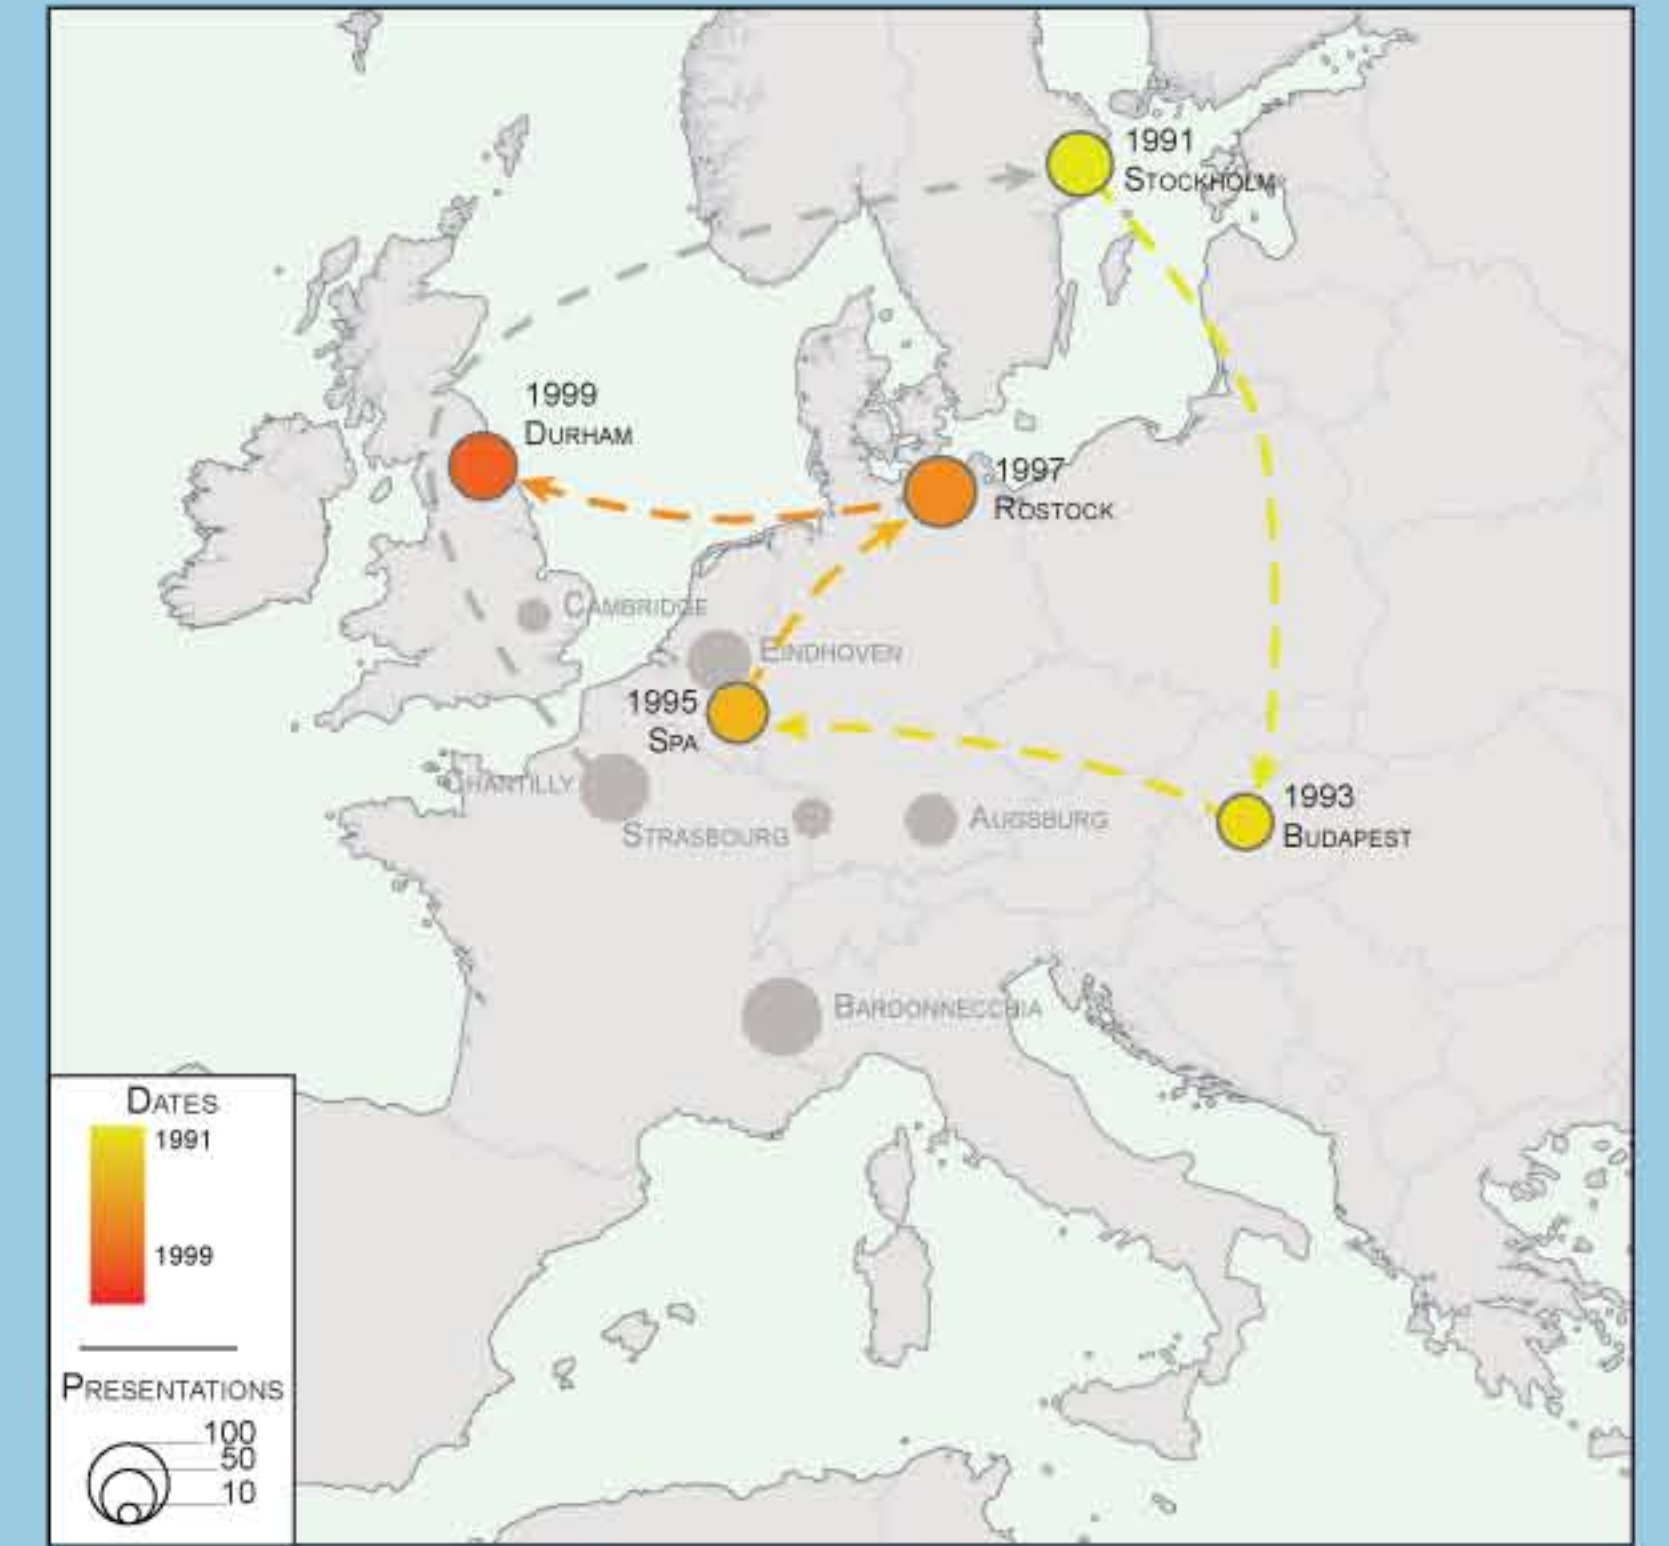 1991
Stockholm
1999
Durham
1997
Rostock
Cambridge
Eindhoven
1995
Spa
Chantilly
Strasbourg
Augsburg
1993
Budapest
Bardonnecchia
Dates
1991
1999
Presentations
100
50
10